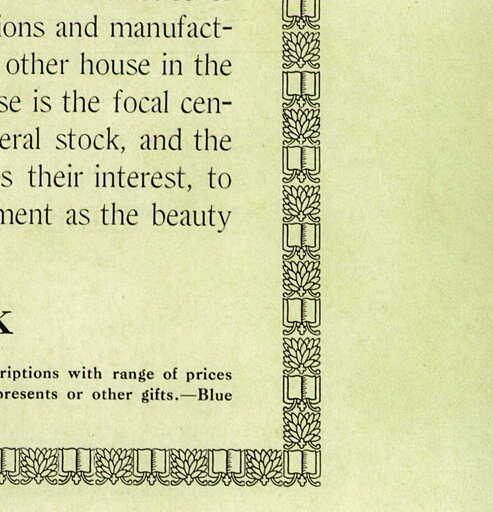 ions and manufact-
other house in the
se is the focal cen-
eral stock, and the
s their interest, to
ment as the beauty
K
riptions with range of prices
presents or other gifts.—Blue